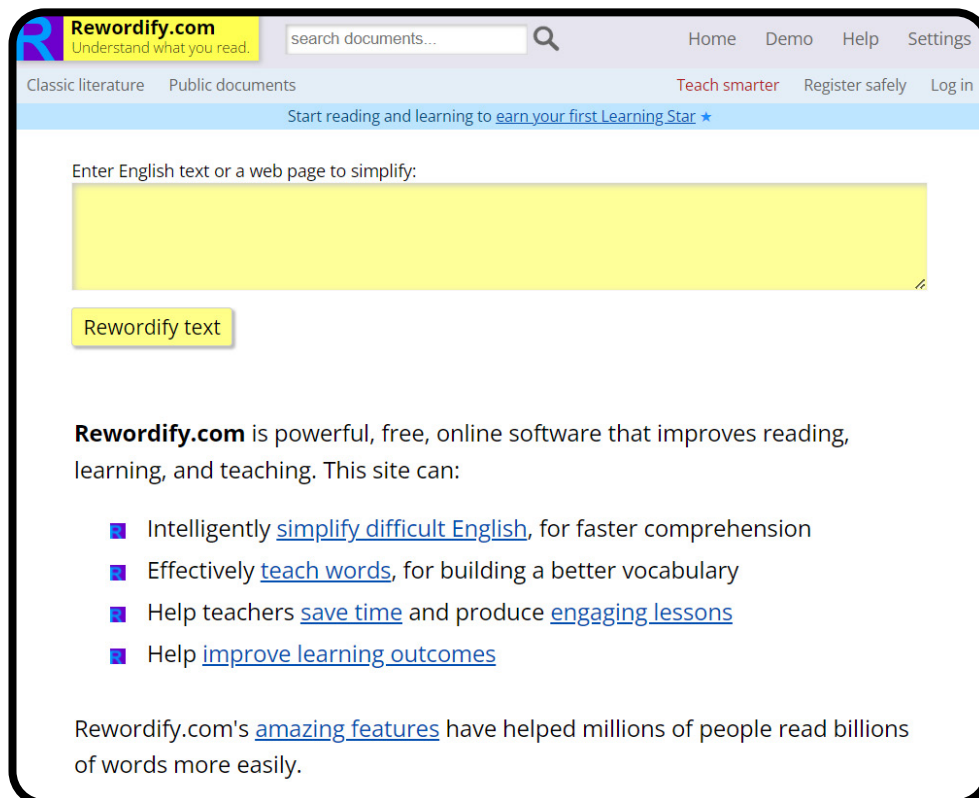 Rewordify.com
Understand what you read.
search documents...
Home Demo Help Settings
Classic literature Public documents
Teach smarter Register safely Log in
Start reading and learning to earn your first Learning Star ★
Enter English text or a web page to simplify:
Rewordify text
Rewordify.com is powerful, free, online software that improves reading,
learning, and teaching. This site can:
R Intelligently simplify difficult English, for faster comprehension
R Effectively teach words, for building a better vocabulary
R Help teachers save time and produce engaging lessons
R Help improve learning outcomes
Rewordify.com's amazing features have helped millions of people read billions
of words more easily.